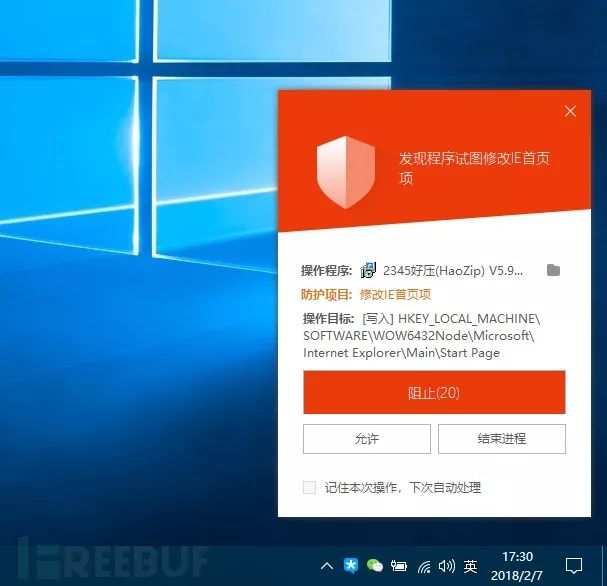 发现程序试图修改IE首页
项
操作程序: 2345好压(HaoZip) V5.9...
防护项目: 修改IE首页项
操作目标: [写入] HKEY_LOCAL_MACHINE\
SOFTWARE\WOW6432Node\Microsoft\
Internet Explorer\Main\Start Page
阻止(20)
允许 结束进程
记住本次操作，下次自动处理
FREEBUF
英 17:30
2018/2/7